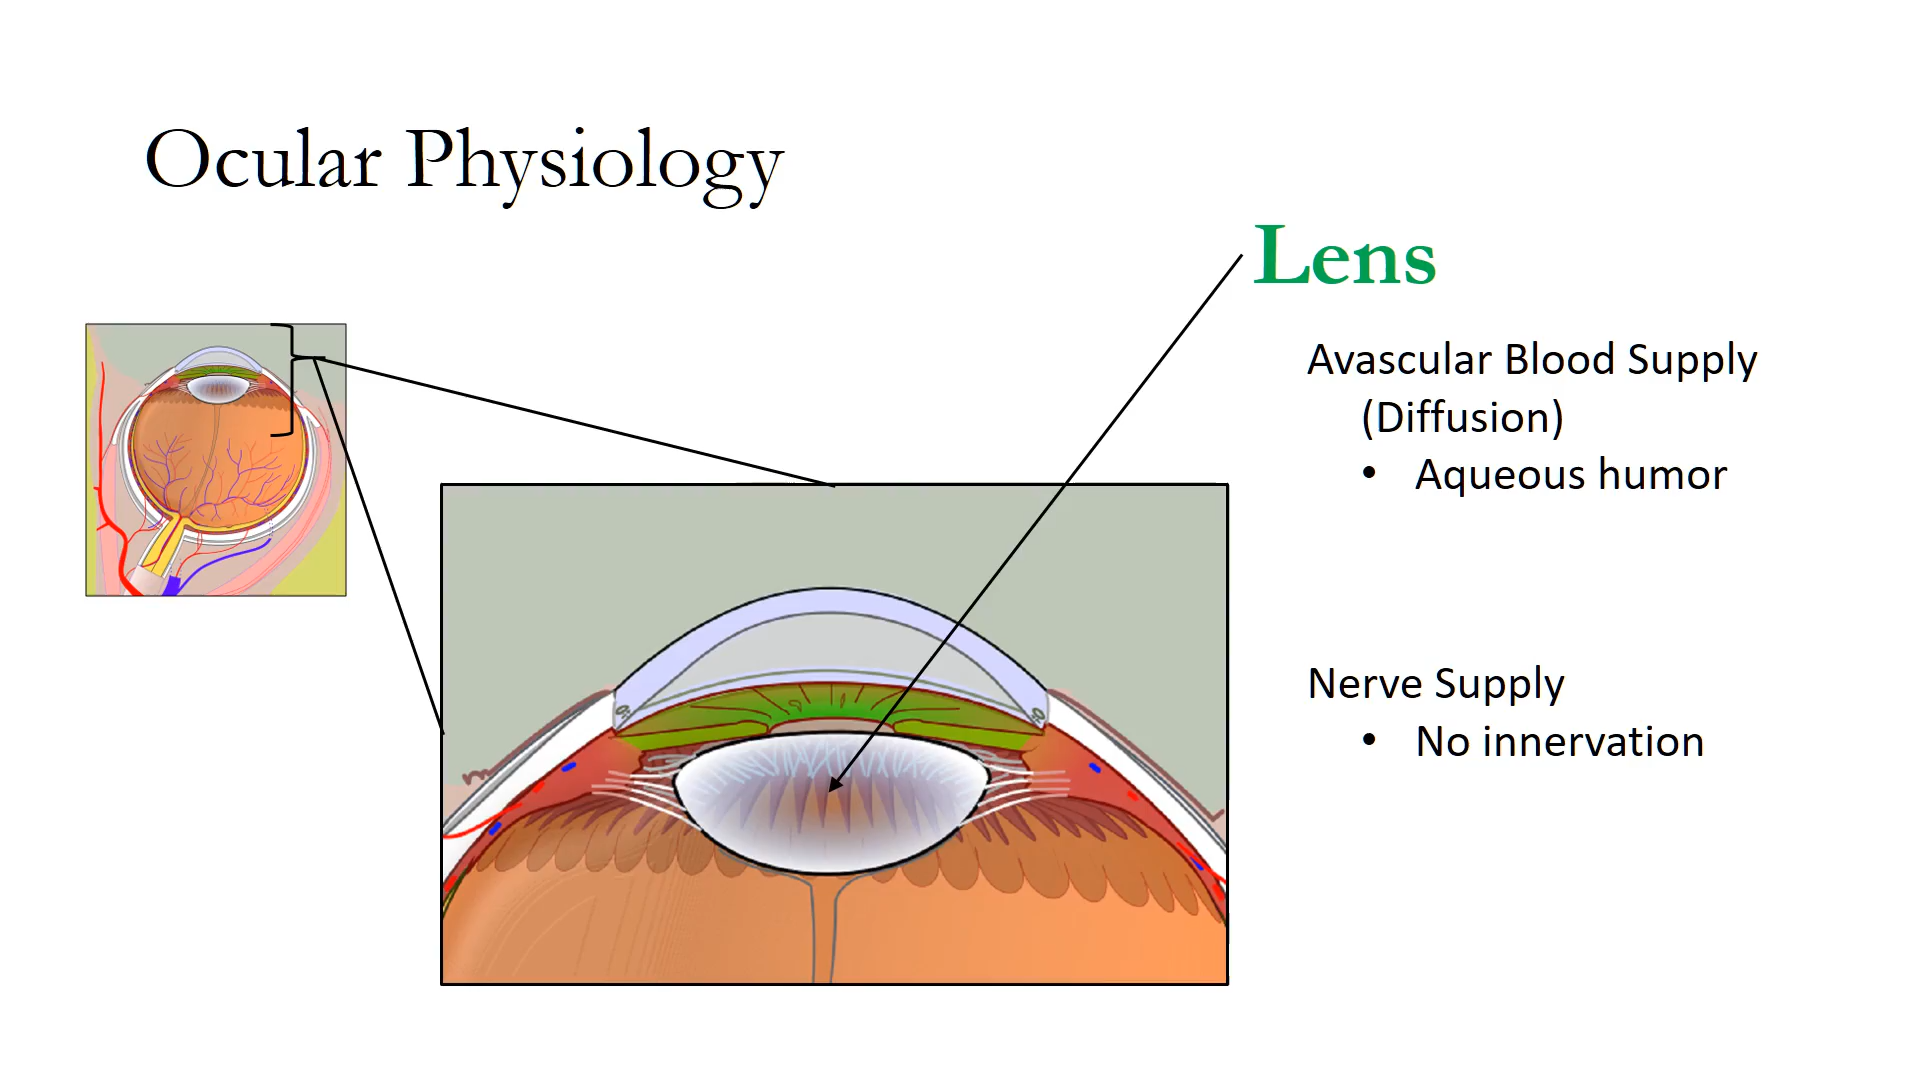 Ocular Physiology
Lens
Avascular Blood Supply
(Diffusion)
• Aqueous humor
Nerve Supply
• No innervation